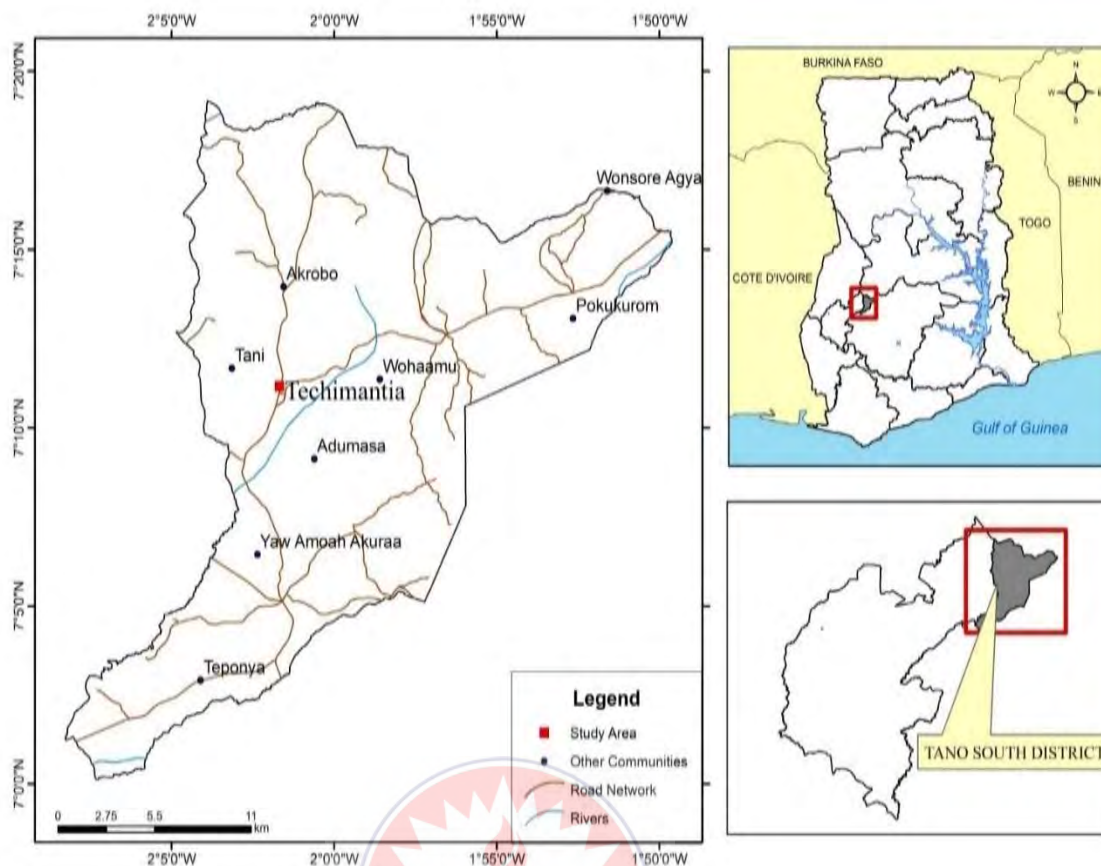 2°5'0"W 2°0'0"W 1°55'0"W 1°50'0"W
7°20'0"N
7°15'0"N
7°10'0"N
7°5'0"N
7°0'0"N
Wonsore Agya
Akrobo
Pokukurom
Tani
Wohaamu
Techimantia
Adumasa
Yaw Amoah Akuraa
Teponya
Legend
Study Area
Other Communities
Road Network
Rivers
0 2.75 5.5 11
km
2°5'0"W 2°0'0"W 1°55'0"W 1°50'0"W
BURKINA FASO
N
W E
S
BENIN
TOGO
COTE D'IVOIRE
Gulf of Guinea
TANO SOUTH DISTRICT